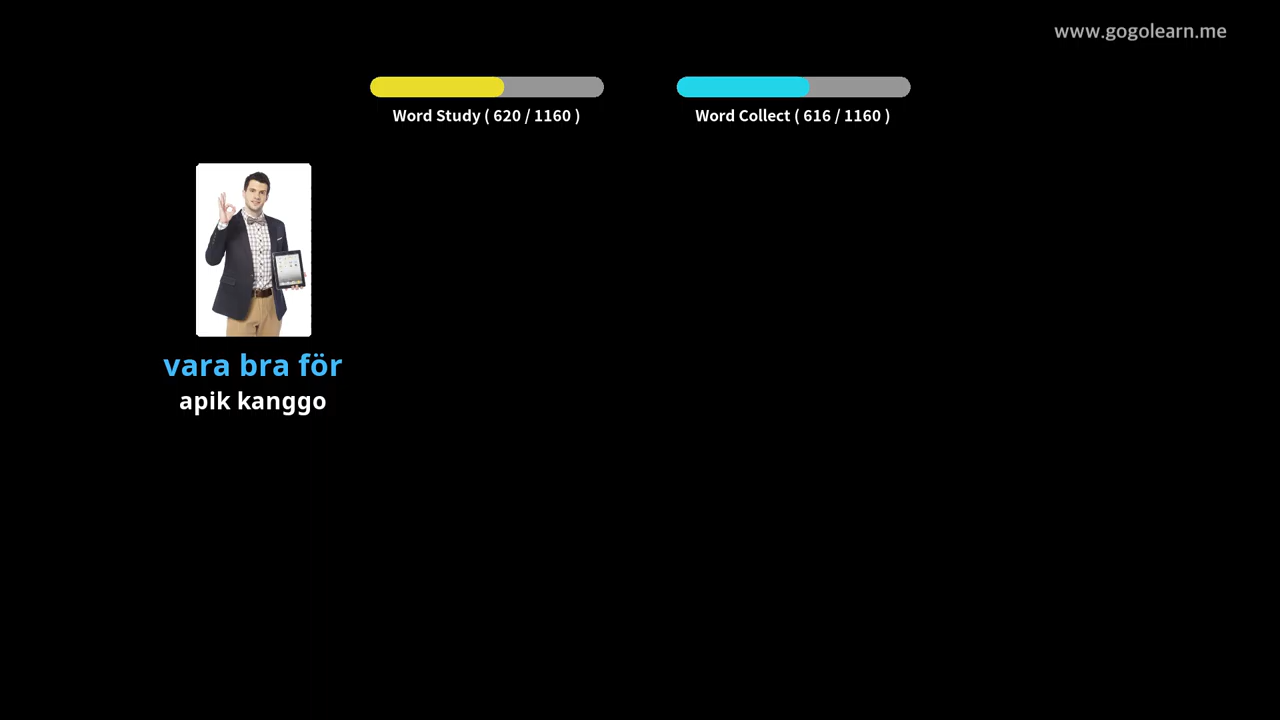 www.gogolearn.me
Word Study ( 620 / 1160 )
Word Collect ( 616 / 1160 )
vara bra för
apik kanggo